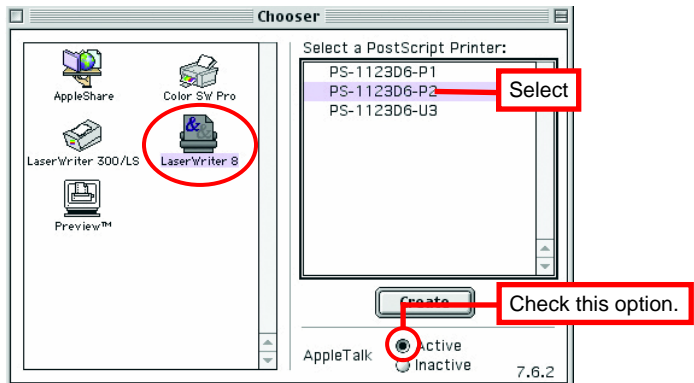 Chooser
AppleShare
Color SW Pro
LaserWriter 300/LS
LaserWriter 8
Preview™
Select a PostScript Printer:
PS-1123D6-P1
PS-1123D6-P2
PS-1123D6-U3
Select
Create
Check this option.
AppleTalk
Active
Inactive
7.6.2